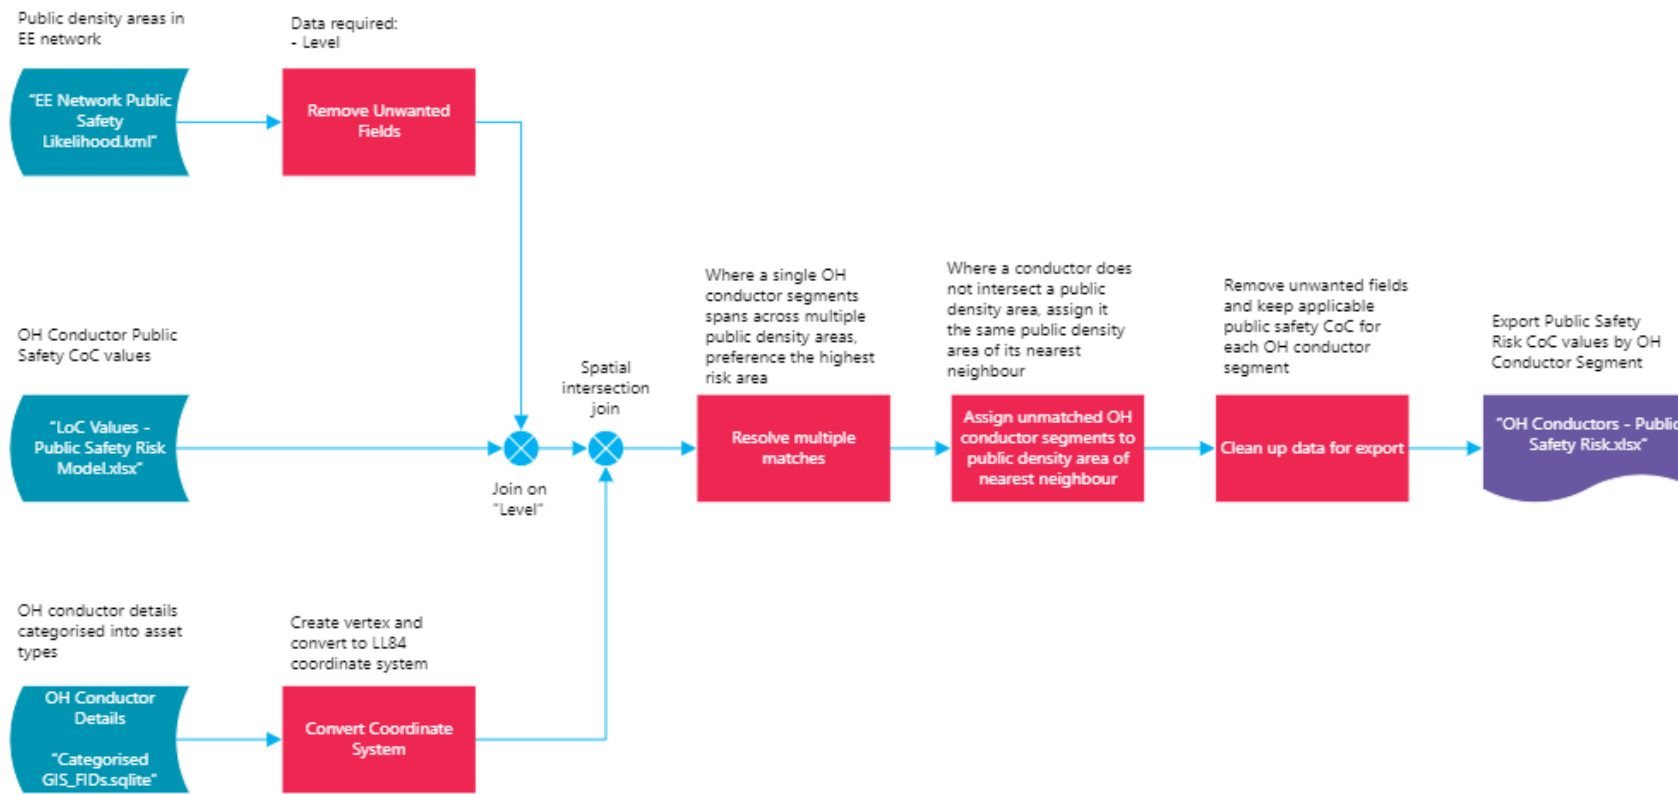 Public density areas in
EE network
Data required:
- Level
"EE Network Public
Safety
Likelihood.kml"
Remove Unwanted
Fields
OH Conductor Public
Safety CoC values
"LoC Values -
Public Safety Risk
Model.xlsx"
Join on
"Level"
Spatial
intersection
join
Where a single OH
conductor segments
spans across multiple
public density areas,
preference the highest
risk area
Resolve multiple
matches
Where a conductor does
not intersect a public
density area, assign it
the same public density
area of its nearest
neighbour
Assign unmatched OH
conductor segments to
public density area of
nearest neighbour
Remove unwanted fields
and keep applicable
public safety CoC for
each OH conductor
segment
Clean up data for export
Export Public Safety
Risk CoC values by OH
Conductor Segment
"OH Conductors - Public
Safety Risk.xlsx"
OH conductor details
categorised into asset
types
Create vertex and
convert to LL84
coordinate system
OH Conductor
Details
"Categorised
GIS_FIDs.sqlite"
Convert Coordinate
System